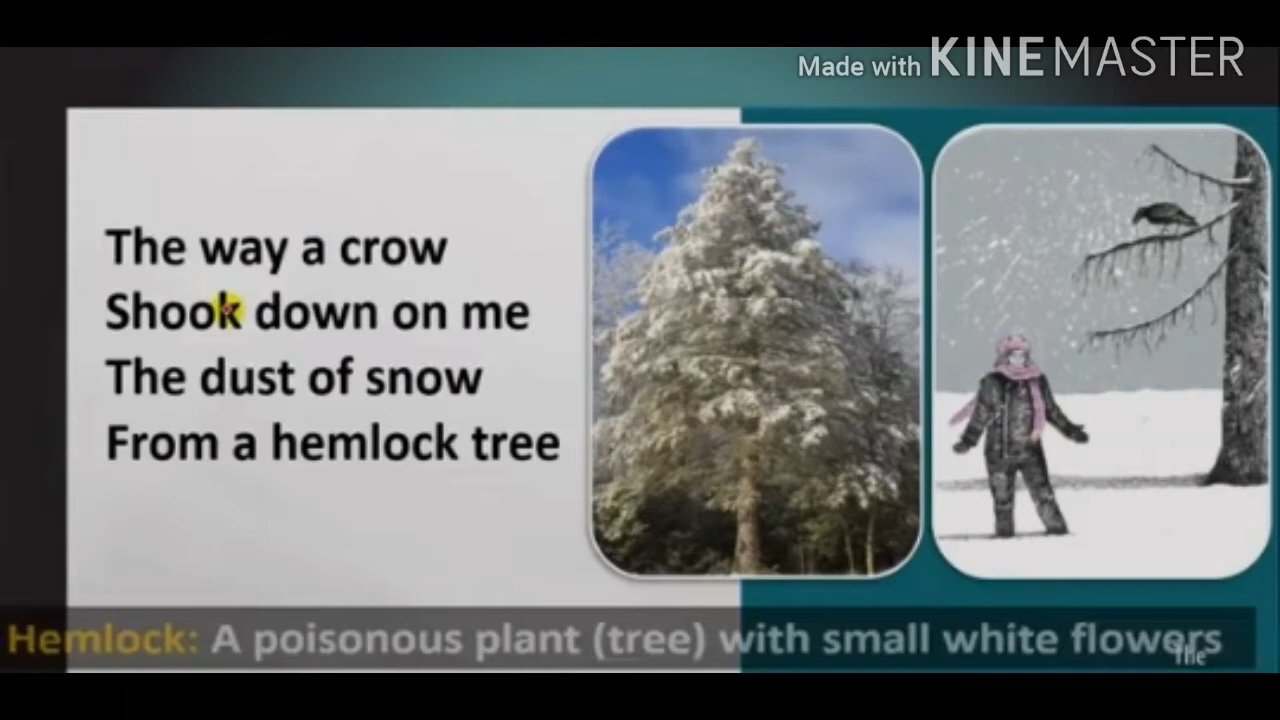 Made with KINEMASTER
The way a crow
Shook down on me
The dust of snow
From a hemlock tree
Hemlock: A poisonous plant (tree) with small white flowers
The